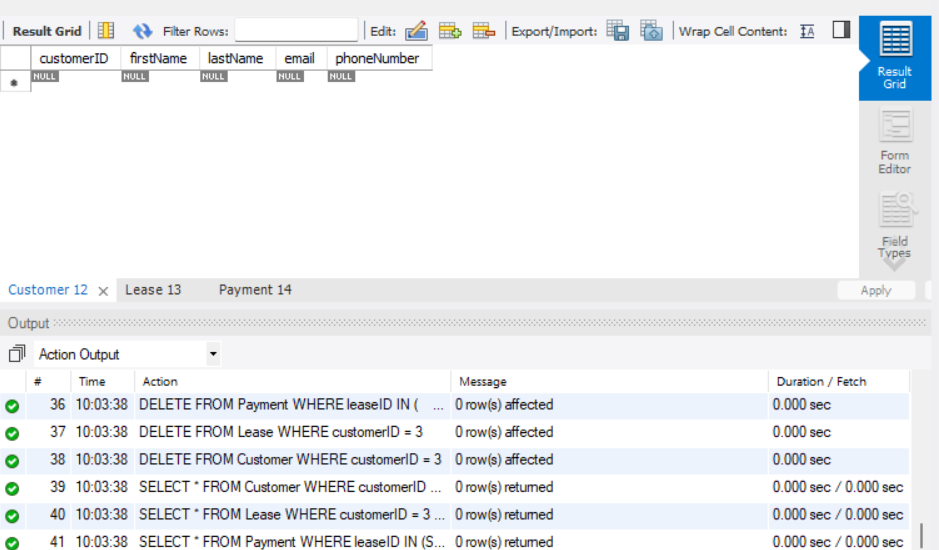 Result Grid Filter Rows: Edit: Export/Import: Wrap Cell Content: IA
customerID firstName lastName email phoneNumber
NULL NULL NULL NULL NULL
Result
Grid
Form
Editor
Field
Types
Customer 12 Lease 13 Payment 14 Apply
Output
Action Output
# Time Action Message Duration / Fetch
36 10:03:38 DELETE FROM Payment WHERE leaseID IN ( ... 0 row(s) affected 0.000 sec
37 10:03:38 DELETE FROM Lease WHERE customerID = 3 0 row(s) affected 0.000 sec
38 10:03:38 DELETE FROM Customer WHERE customerID = 3 0 row(s) affected 0.000 sec
39 10:03:38 SELECT * FROM Customer WHERE customerID ... 0 row(s) returned 0.000 sec / 0.000 sec
40 10:03:38 SELECT * FROM Lease WHERE customerID = 3 ... 0 row(s) returned 0.000 sec / 0.000 sec
41 10:03:38 SELECT * FROM Payment WHERE leaseID IN (S... 0 row(s) returned 0.000 sec / 0.000 sec